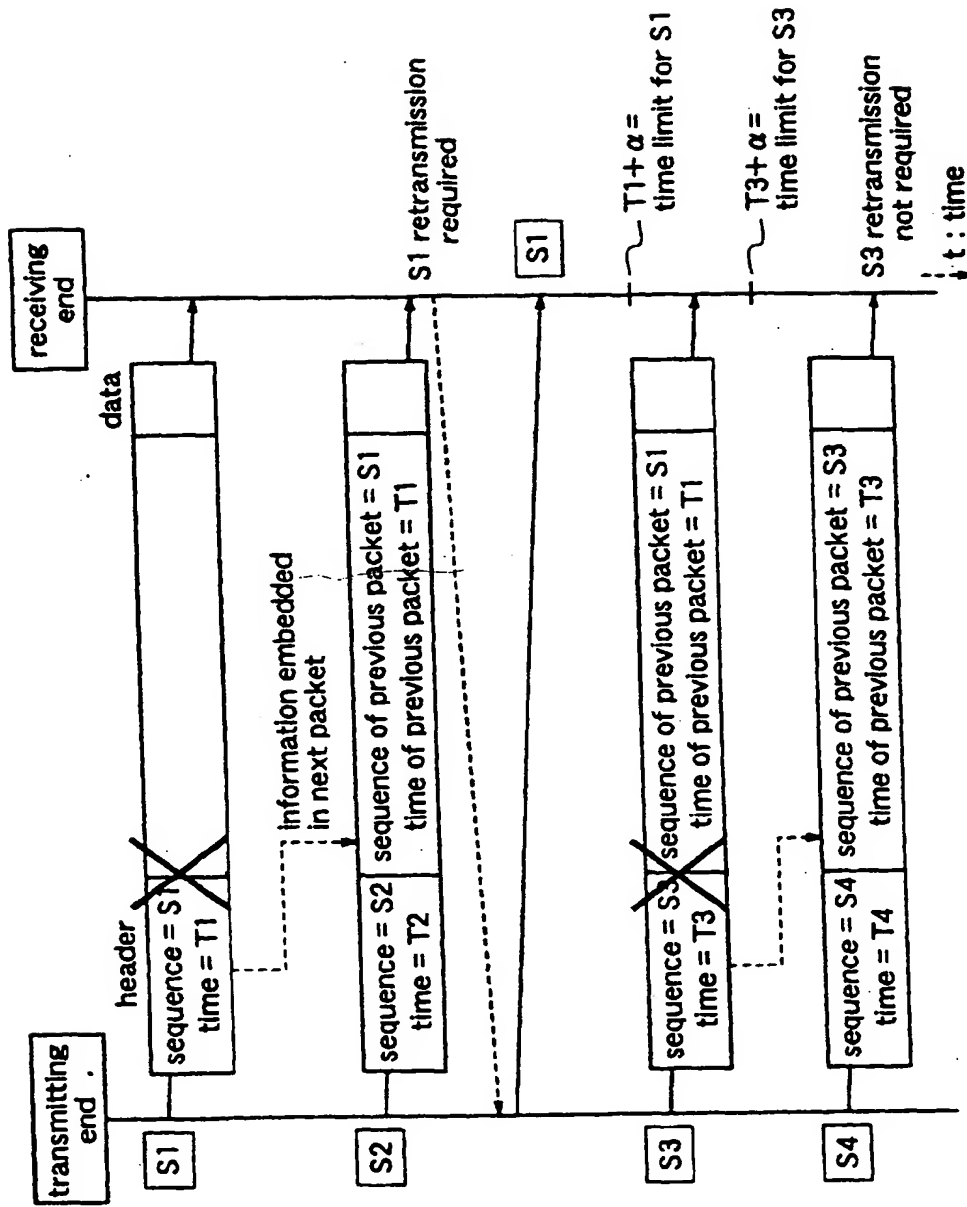 transmitting
end
receiving
end
header
data
S1
sequence = S1
time = T1
information embedded
in next packet
S2
sequence = S2
time = T2
sequence of previous packet = S1
time of previous packet = T1
S1 retransmission
required
S1
T1+α=
time limit for S1
S3
sequence = S3
time = T3
sequence of previous packet = S1
time of previous packet = T1
T3+α=
time limit for S3
S4
sequence = S4
time = T4
sequence of previous packet = S3
time of previous packet = T3
S3 retransmission
not required
t : time